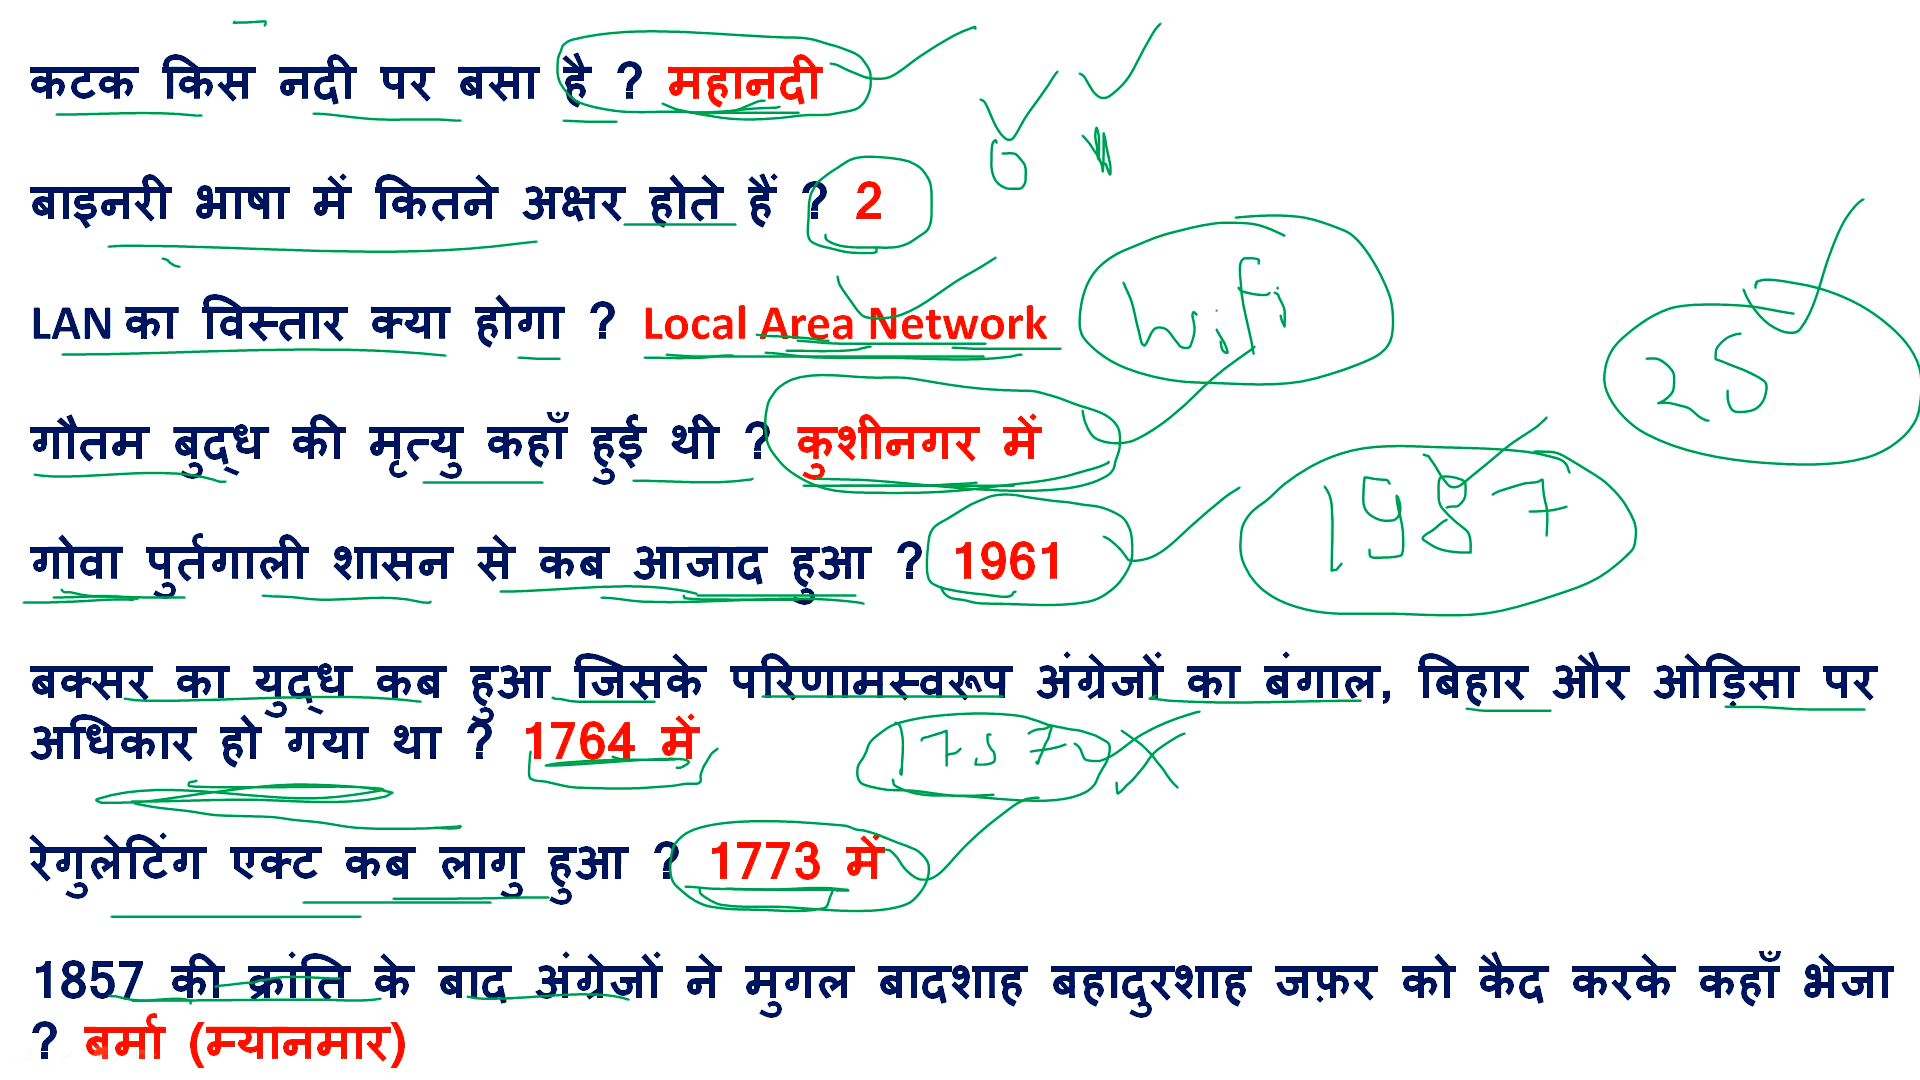 कटक किस नदी पर बसा है ? महानदी
बाइनरी भाषा में कितने अक्षर होते हैं ? 2
0
LAN का विस्तार क्या होगा ? Local Area Network
wifi
25
गौतम बुद्ध की मृत्यु कहाँ हुई थी ? कुशीनगर में
गोवा पुर्तगाली शासन से कब आजाद हुआ ? 1961
1987
बक्सर का युद्ध कब हुआ जिसके परिणामस्वरूप अंग्रेजों का बंगाल, बिहार और ओड़िसा पर
अधिकार हो गया था ? 1764 में
1757
रेगुलेटिंग एक्ट कब लागु हुआ ? 1773 में
1857 की क्रांति के बाद अंग्रेजों ने मुगल बादशाह बहादुरशाह जफ़र को कैद करके कहाँ भेजा
? बर्मा (म्यानमार)